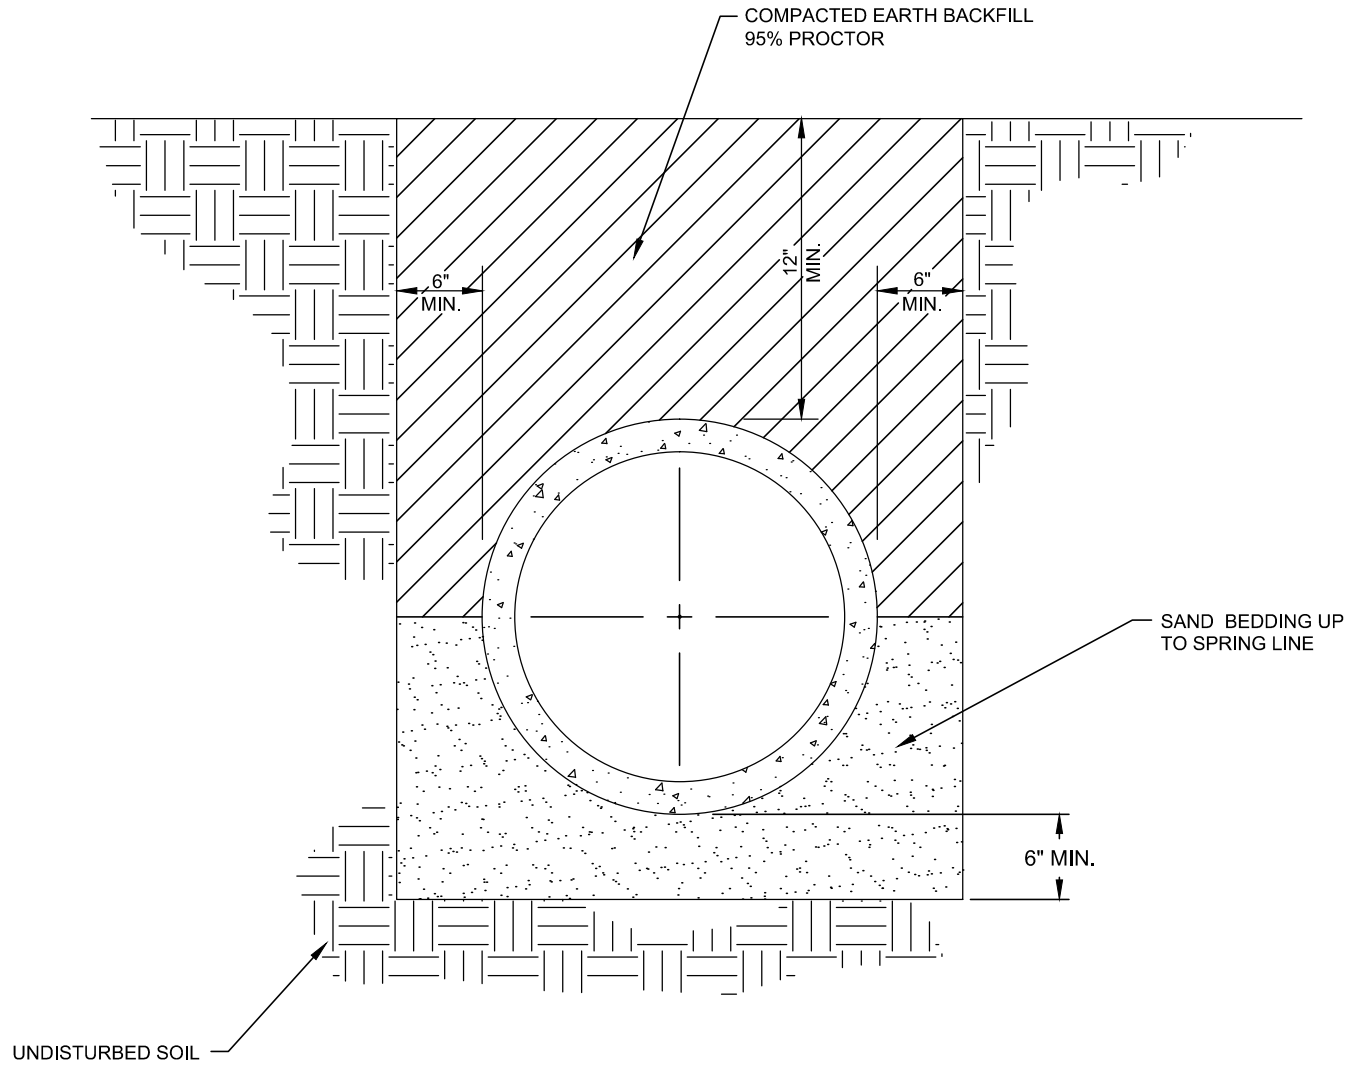 COMPACTED EARTH BACKFILL
95% PROCTOR
12"
MIN.
6"
MIN.
6"
MIN.
SAND BEDDING UP
TO SPRING LINE
6" MIN.
UNDISTURBED SOIL